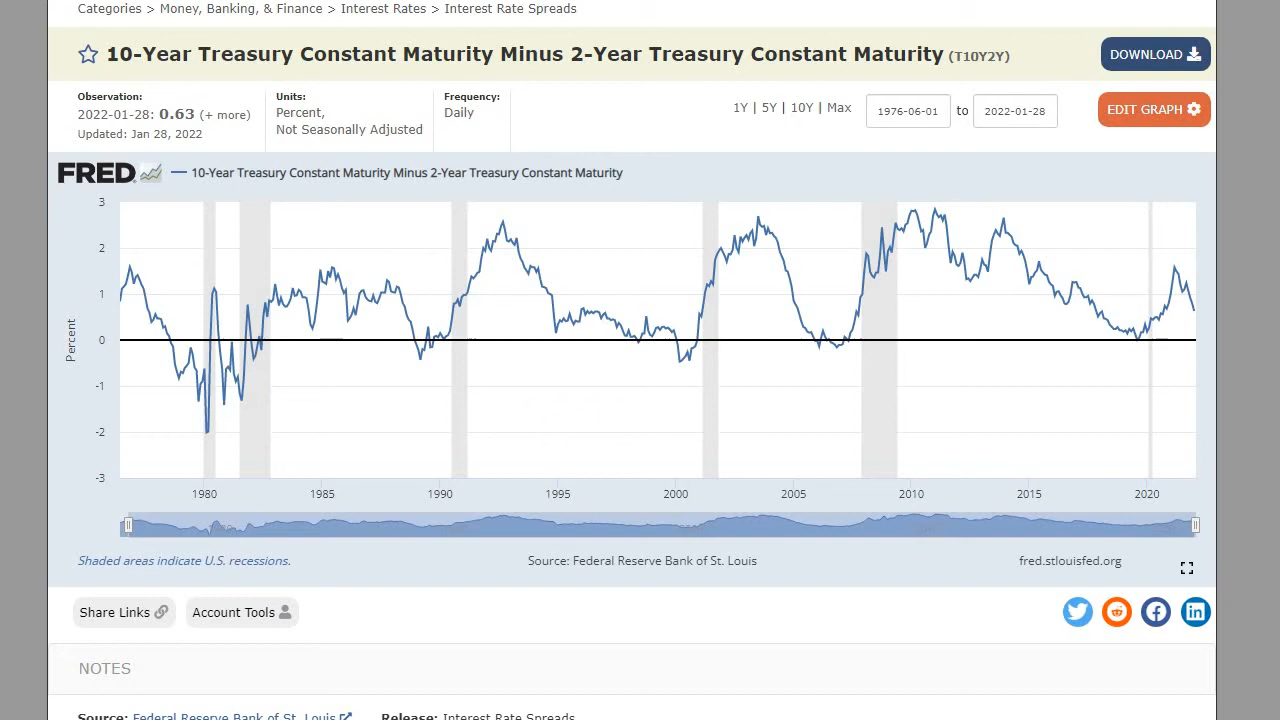 Categories > Money, Banking, & Finance > Interest Rates > Interest Rate Spreads
10-Year Treasury Constant Maturity Minus 2-Year Treasury Constant Maturity (T10Y2Y)
DOWNLOAD
Observation:
2022-01-28: 0.63 (+ more)
Updated: Jan 28, 2022
Units:
Percent,
Not Seasonally Adjusted
Frequency:
Daily
1Y | 5Y | 10Y | Max
1976-06-01 to 2022-01-28
EDIT GRAPH
FRED
10-Year Treasury Constant Maturity Minus 2-Year Treasury Constant Maturity
3
2
1
0
-1
-2
-3
Percent
1980 1985 1990 1995 2000 2005 2010 2015 2020
Shaded areas indicate U.S. recessions.
Source: Federal Reserve Bank of St. Louis
fred.stlouisfed.org
Share Links
Account Tools
NOTES
Source: Federal Reserve Bank of St. Louis
Release: Interest Rate Spreads